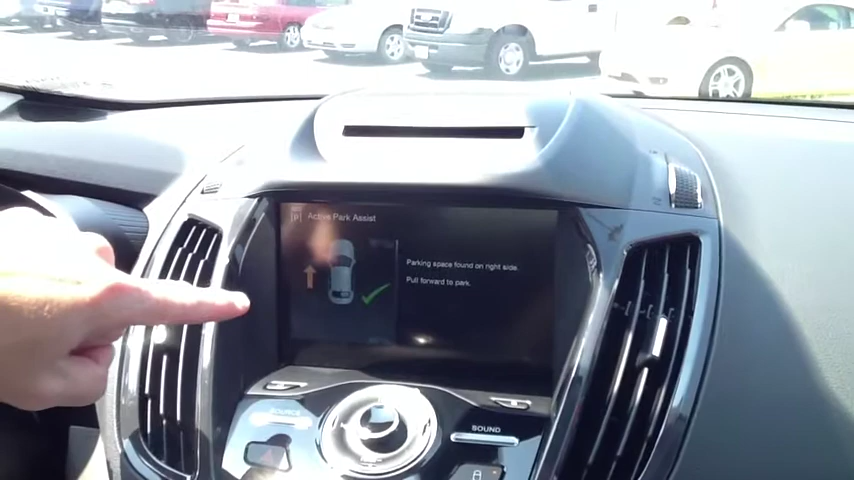 [P] Active Park Assist
Parking space found on right side.
Pull forward to park.
SOURCE
SOUND